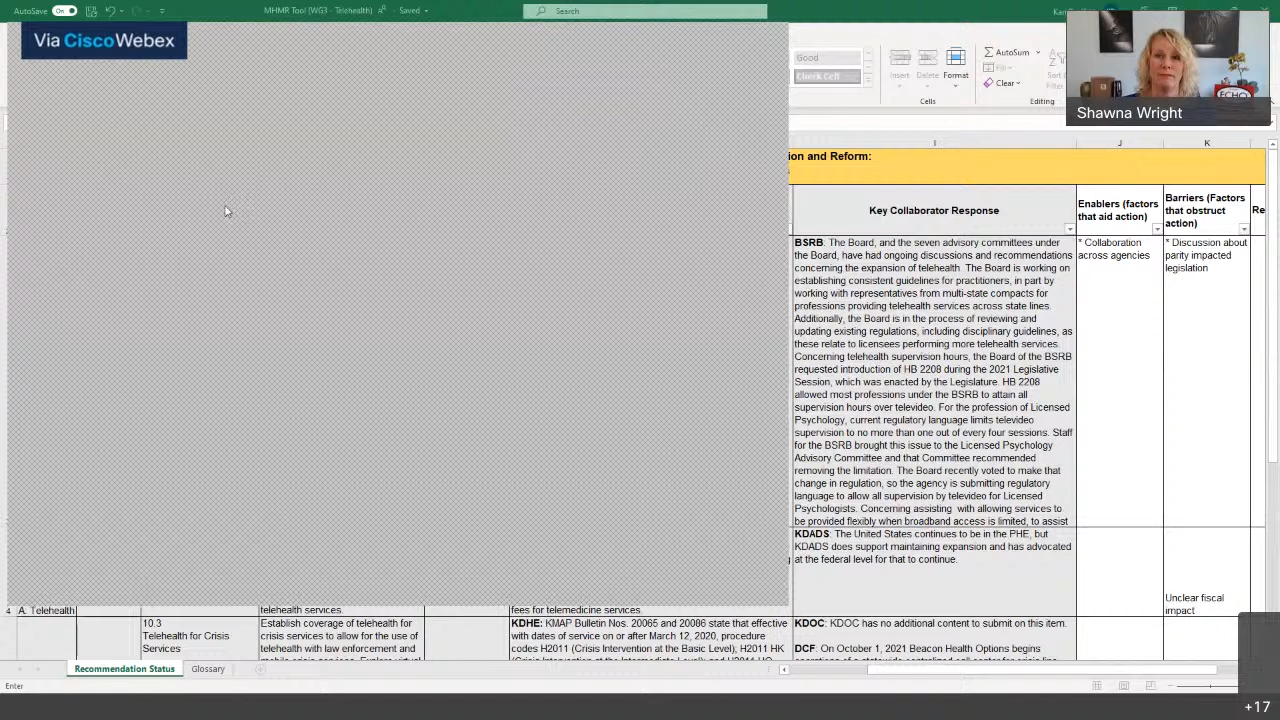 AutoSave On
MHMR Tool (WG3 - Telehealth)
Saved
Search
Via CiscoWebex
Good
Check Cell
Insert
Delete
Format
AutoSum
Fill
Clear
Cells
Editing
ECHO
Shawna Wright
I
J
K
ion and Reform:
Key Collaborator Response
Enablers (factors
that aid action)
Barriers (Factors
that obstruct
action)
Re
BSRB: The Board, and the seven advisory committees under
the Board, have had ongoing discussions and recommendations
concerning the expansion of telehealth. The Board is working on
establishing consistent guidelines for practitioners, in part by
working with representatives from multi-state compacts for
professions providing telehealth services across state lines.
Additionally, the Board is in the process of reviewing and
updating existing regulations, including disciplinary guidelines, as
these relate to licensees performing more telehealth services.
Concerning telehealth supervision hours, the Board of the BSRB
requested introduction of HB 2208 during the 2021 Legislative
Session, which was enacted by the Legislature. HB 2208
allowed most professions under the BSRB to attain all
supervision hours over televideo. For the profession of Licensed
Psychology, current regulatory language limits televideo
supervision to no more than one out of every four sessions. Staff
for the BSRB brought this issue to the Licensed Psychology
Advisory Committee and that Committee recommended
removing the limitation. The Board recently voted to make that
change in regulation, so the agency is submitting regulatory
language to allow all supervision by televideo for Licensed
Psychologists. Concerning assisting with allowing services to
be provided flexibly when broadband access is limited, to assist
* Collaboration
across agencies
* Discussion about
parity impacted
legislation
KDADS: The United States continues to be in the PHE, but
KDADS does support maintaining expansion and has advocated
at the federal level for that to continue.
Unclear fiscal
impact
4
A. Telehealth
telehealth services.
fees for telemedicine services.
10.3
Telehealth for Crisis
Services
Establish coverage of telehealth for
crisis services to allow for the use of
telehealth with law enforcement and
KDHE: KMAP Bulletin Nos. 20065 and 20086 state that effective
with dates of service on or after March 12, 2020, procedure
codes H2011 (Crisis Intervention at the Basic Level); H2011 HK
KDOC: KDOC has no additional content to submit on this item.
DCF: On October 1, 2021 Beacon Health Options begins
Recommendation Status
Glossary
Enter
+17